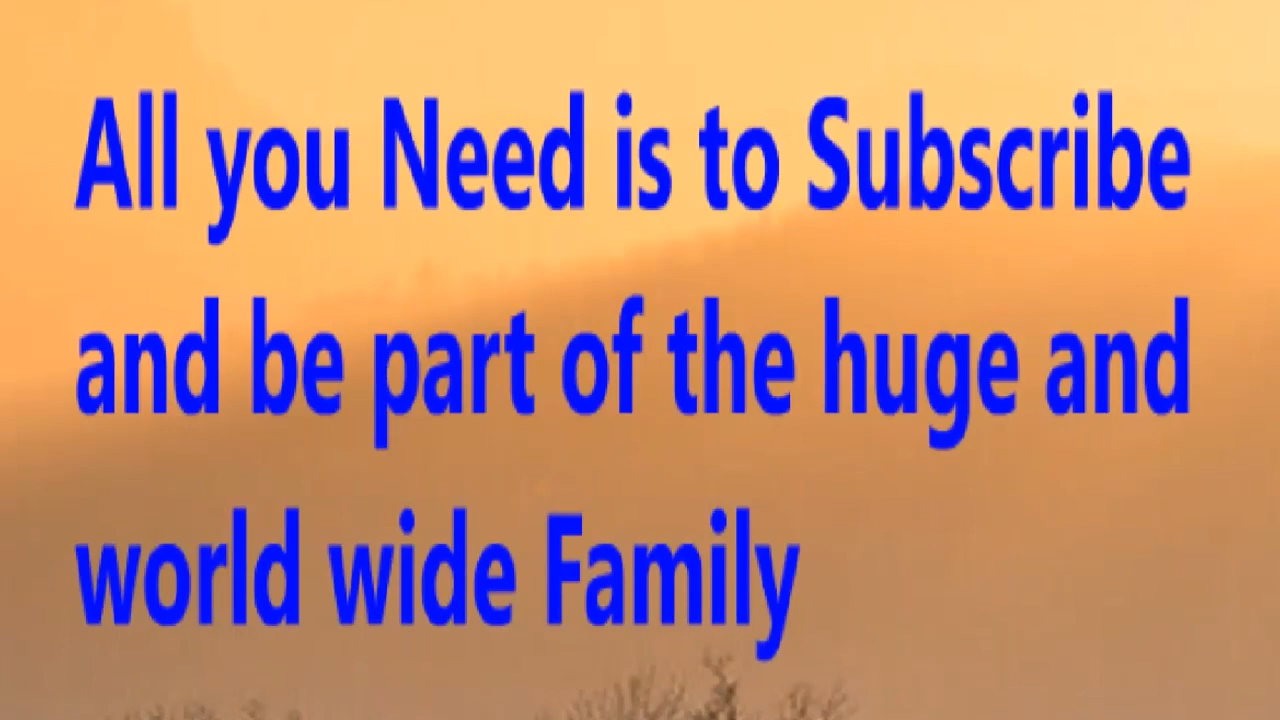 All you Need is to Subscribe
and be part of the huge and
world wide Family